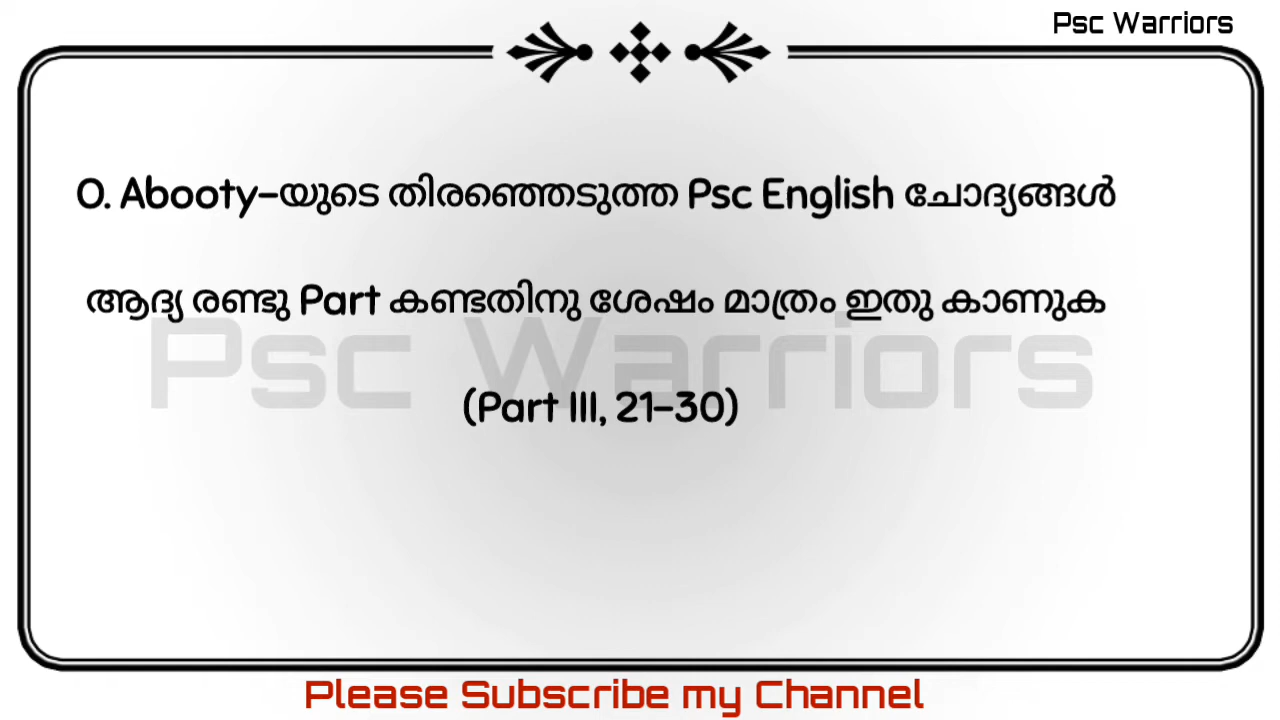 Psc Warriors
O. Abooty-യുടെ തിരഞ്ഞെടുത്ത Psc English ചോദ്യങ്ങൾ
ആദ്യ രണ്ടു Part കണ്ടതിനു ശേഷം മാത്രം ഇതു കാണുക
Psc Warriors
(Part III, 21-30)
Please Subscribe my Channel